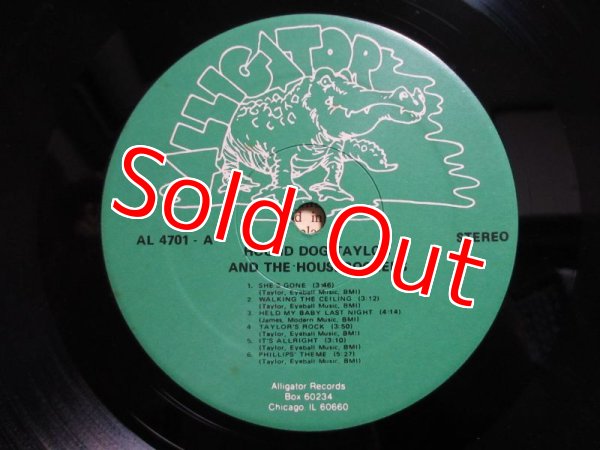 ALLIGATOR
Sold Out
AL 4701 - A
STEREO
HOUND DOG TAYLOR
AND THE HOUSEROCKERS
1. SHE'S GONE (3:46)
(Taylor, Eyeball Music, BMI)
2. WALKING THE CEILING (3:12)
(Taylor, Eyeball Music, BMI)
3. HELD MY BABY LAST NIGHT (4:14)
(James, Modern Music, BMI)
4 TAYLOR'S ROCK (3:50)
(Taylor, Eyeball Music, BMI)
5. IT'S ALLRIGHT (3:10)
(Taylor, Eyeball Music, BMI)
6. PHILLIPS' THEME (5:27)
(Taylor, Eyeball Music, BMI)
Alligator Records
Box 60234
Chicago IL 60660